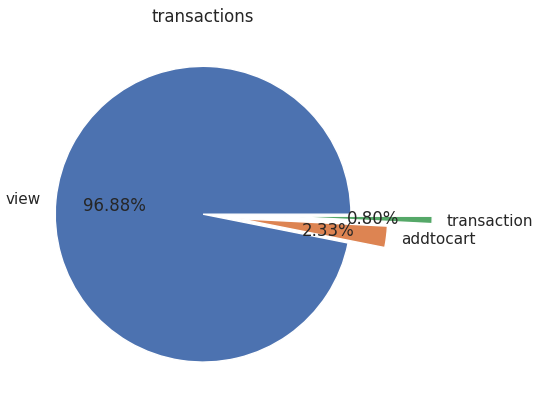 transactions
view
96.88%
0.80%
transaction
2.33%
addtocart